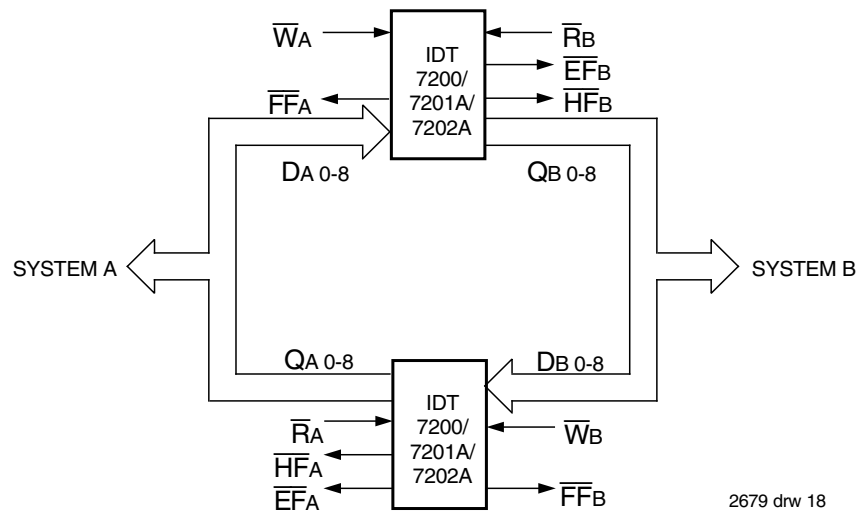 W̅A
IDT
7200/
7201A/
7202A
R̅B
E̅F̅B
F̅F̅A
H̅F̅B
DA 0-8
QB 0-8
SYSTEM A
SYSTEM B
QA 0-8
DB 0-8
IDT
7200/
7201A/
7202A
R̅A
W̅B
H̅F̅A
E̅F̅A
F̅F̅B
2679 drw 18